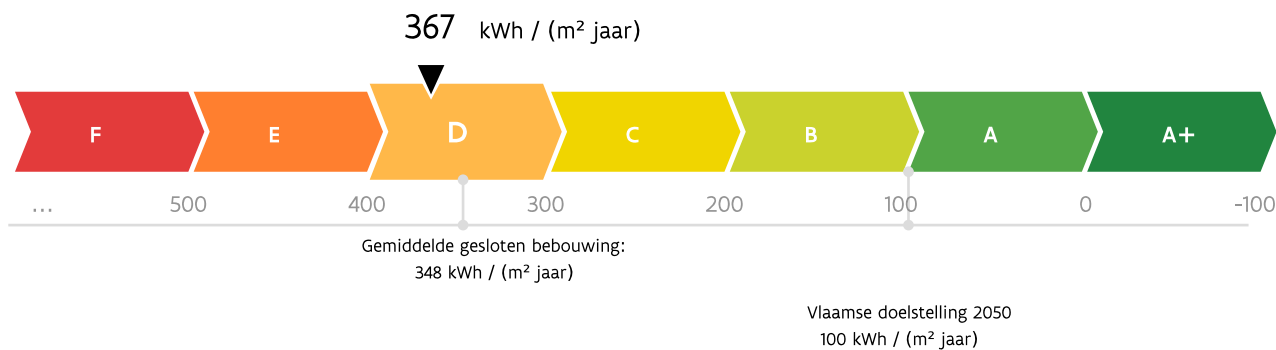 367 kWh / (m² jaar)
F E D C B A A+
... 500 400 300 200 100 0 -100
Gemiddelde gesloten bebouwing:
348 kWh / (m² jaar)
Vlaamse doelstelling 2050
100 kWh / (m² jaar)